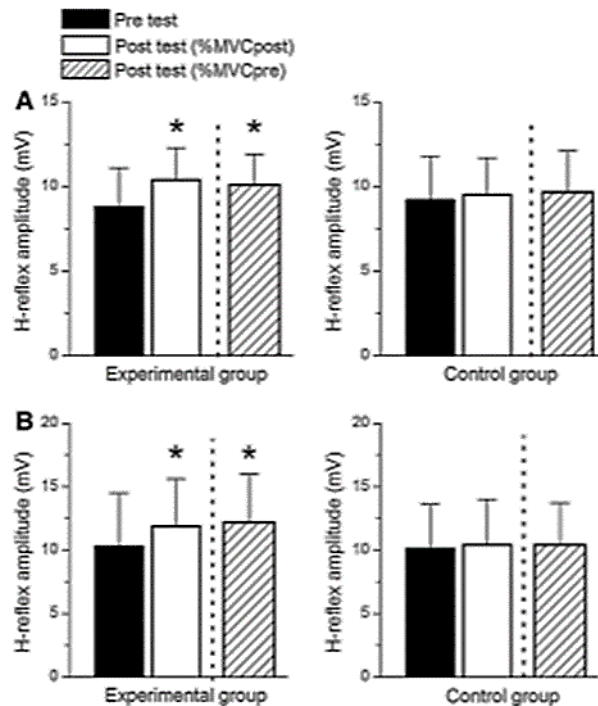 Pre test
Post test (%MVCpost)
Post test (%MVCpre)
A
H-reflex amplitude (mV)
15
10
5
0
*
*
Experimental group
H-reflex amplitude (mV)
15
10
5
0
Control group
B
H-reflex amplitude (mV)
20
15
10
5
0
*
*
Experimental group
H-reflex amplitude (mV)
20
15
10
5
0
Control group